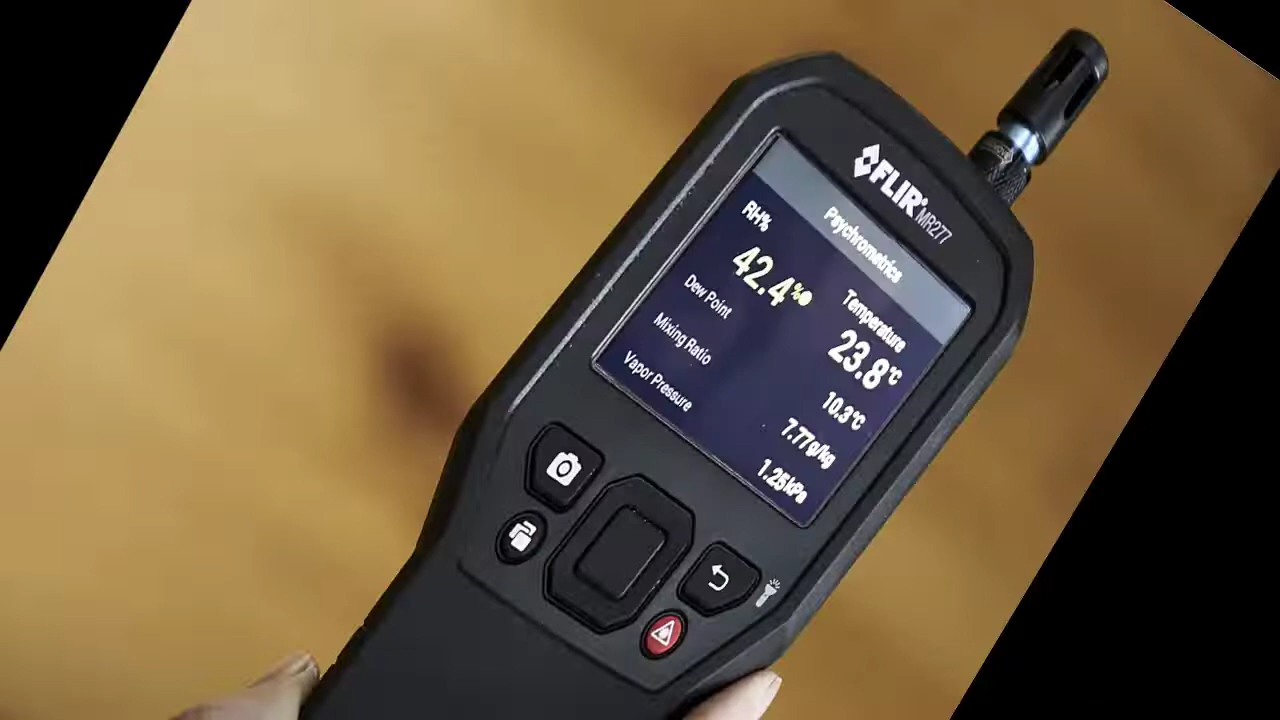 FLIR® MR277
Psychrometrics
RH% Temperature
42.4% 23.8°C
Dew Point 10.3°C
Mixing Ratio 7.77g/kg
Vapor Pressure 1.25kPa